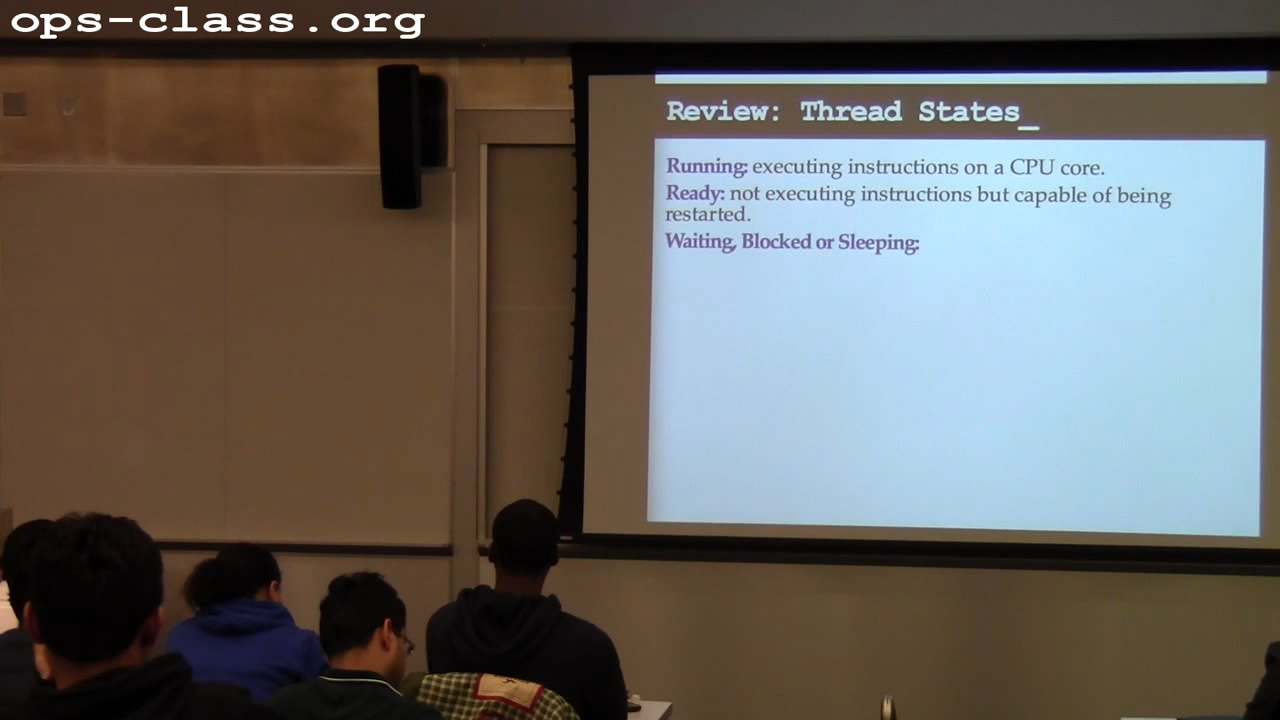 ops-class.org
Review: Thread States_
Running: executing instructions on a CPU core.
Ready: not executing instructions but capable of being
restarted.
Waiting, Blocked or Sleeping: